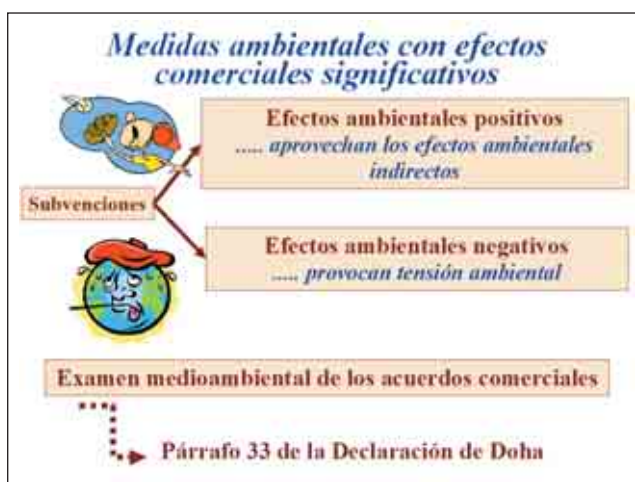 Medidas ambientales con efectos
comerciales significativos
Efectos ambientales positivos
..... aprovechan los efectos ambientales
indirectos
Subvenciones
Efectos ambientales negativos
..... provocan tensión ambiental
Examen medioambiental de los acuerdos comerciales
Párrafo 33 de la Declaración de Doha